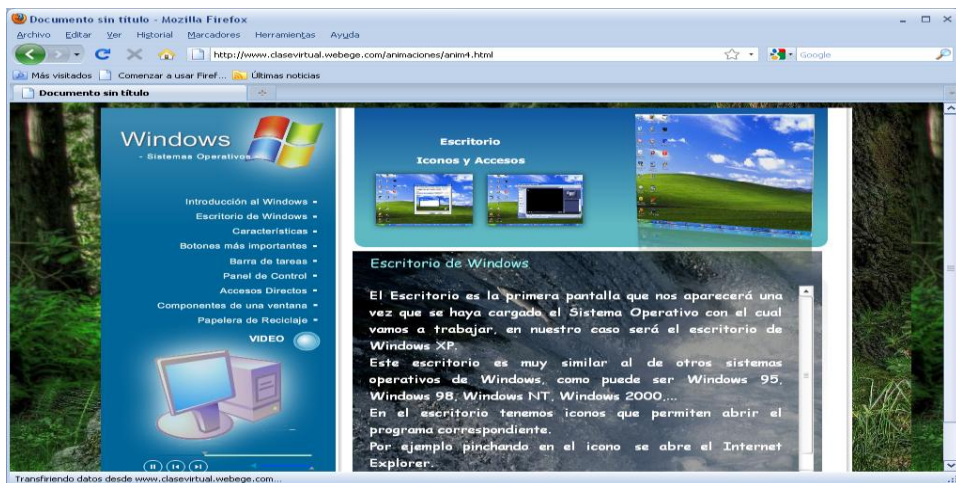 Documento sin título - Mozilla Firefox
Archivo Editar Ver Historial Marcadores Herramientas Ayuda
http://www.clasevirtual.webege.com/animaciones/anim4.html
Google
Más visitados Comenzar a usar Firef... Últimas noticias
Documento sin título
Windows
- Sistemas Operativos
Introducción al Windows
Escritorio de Windows
Características
Botones más importantes
Barra de tareas
Panel de Control
Accesos Directos
Componentes de una ventana
Papelera de Reciclaje
VIDEO
Escritorio
Iconos y Accesos
Escritorio de Windows
El Escritorio es la primera pantalla que nos aparecerá una
vez que se haya cargado el Sistema Operativo con el cual
vamos a trabajar, en nuestro caso será el escritorio de
Windows XP.
Este escritorio es muy similar al de otros sistemas
operativos de Windows, como puede ser Windows 95,
Windows 98, Windows NT, Windows 2000,...
En el escritorio tenemos iconos que permiten abrir el
programa correspondiente.
Por ejemplo pinchando en el icono se abre el Internet
Explorer.
Transfiriendo datos desde www.clasevirtual.webege.com...